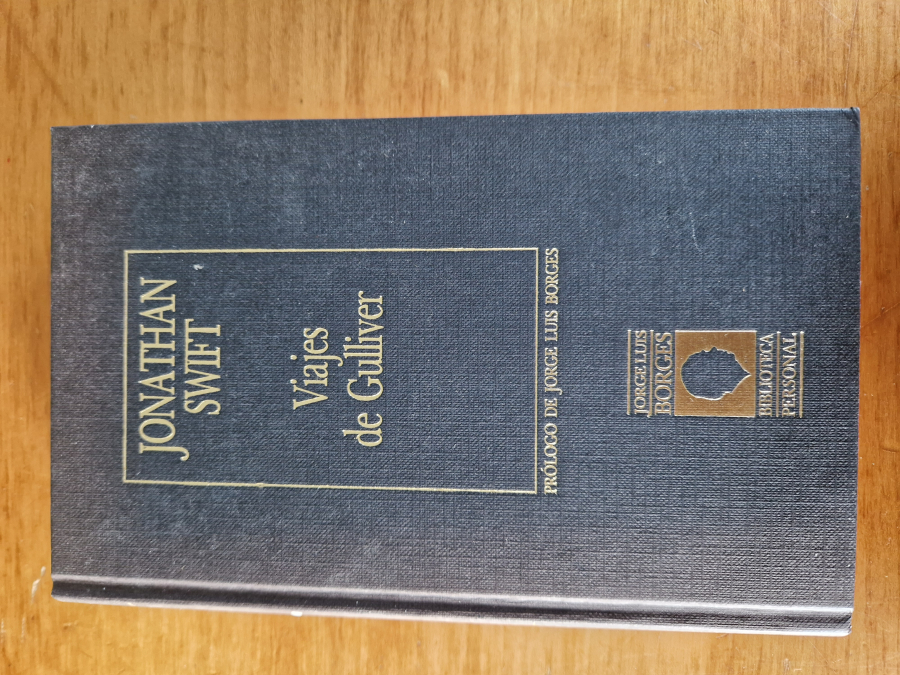 JONATHAN
SWIFT
Viajes
de Gulliver
PRÓLOGO DE JORGE LUIS BORGES
JORGE LUIS
BORGES
BIBLIOTECA
PERSONAL